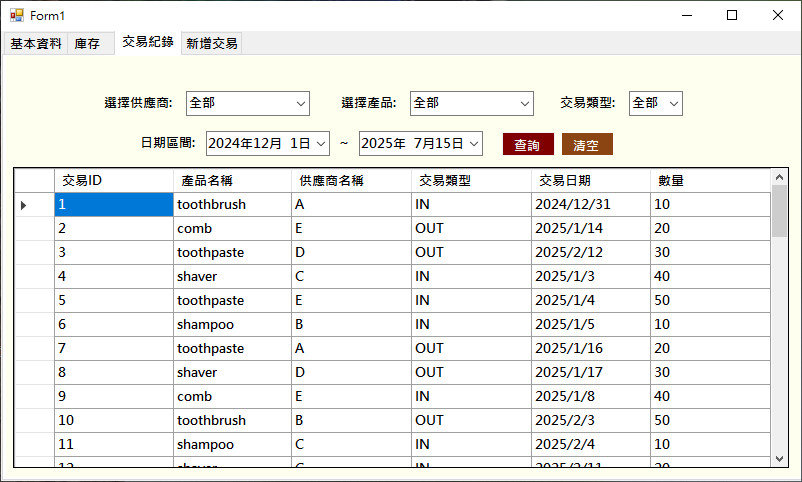 Form1
基本資料 庫存 交易紀錄 新增交易
選擇供應商: 全部 選擇產品: 全部 交易類型: 全部
日期區間: 2024年12月 1日 ~ 2025年 7月15日 查詢 清空
交易ID 產品名稱 供應商名稱 交易類型 交易日期 數量
1 toothbrush A IN 2024/12/31 10
2 comb E OUT 2025/1/14 20
3 toothpaste D OUT 2025/2/12 30
4 shaver C IN 2025/1/3 40
5 toothpaste E IN 2025/1/4 50
6 shampoo B IN 2025/1/5 10
7 toothpaste A OUT 2025/1/16 20
8 shaver D OUT 2025/1/17 30
9 comb E IN 2025/1/8 40
10 toothbrush B OUT 2025/2/3 50
11 shampoo C IN 2025/2/4 10
12 shaver C IN 2025/2/11 20